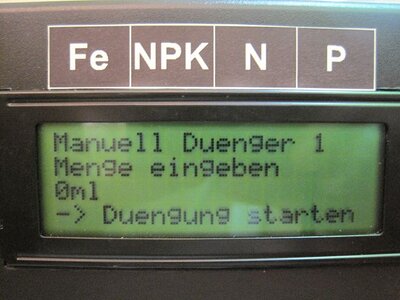 Fe NPK N P
Manuell Duenger 1
Menge eingeben
0ml
-> Duengung starten